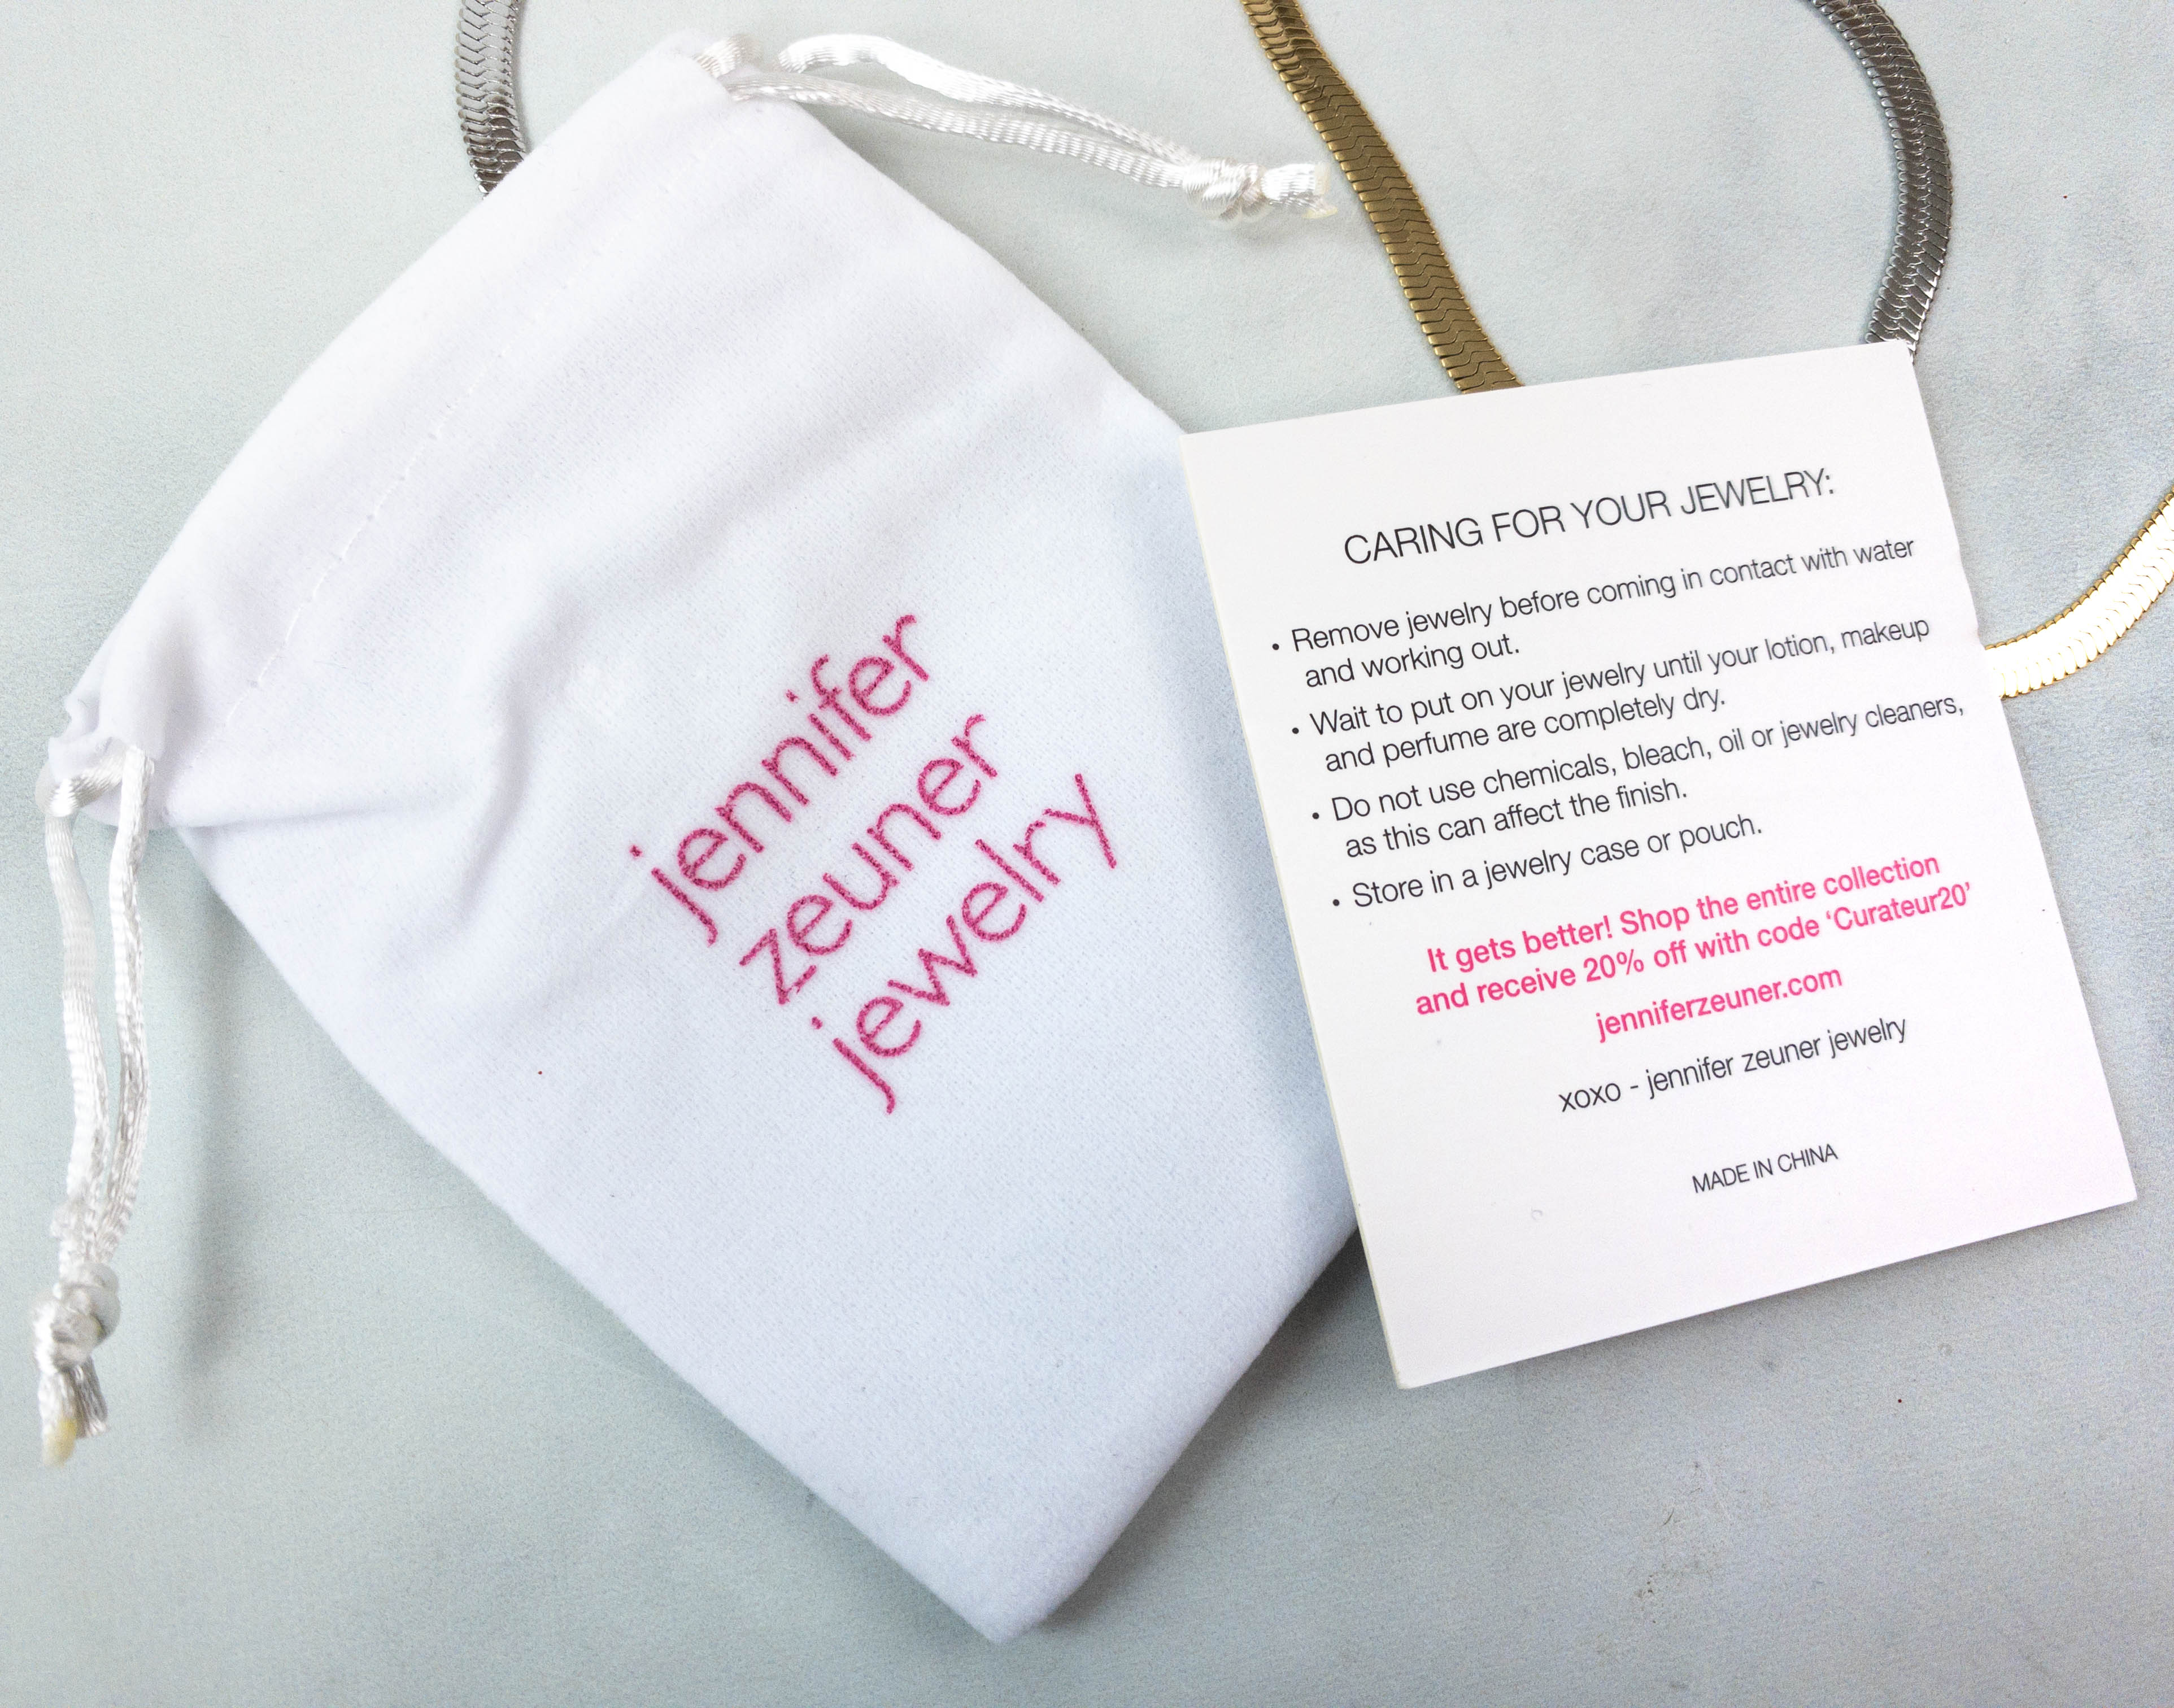 jennifer
zeuner
jewelry
CARING FOR YOUR JEWELRY:
• Remove jewelry before coming in contact with water
and working out.
• Wait to put on your jewelry until your lotion, makeup
and perfume are completely dry.
• Do not use chemicals, bleach, oil or jewelry cleaners,
as this can affect the finish.
• Store in a jewelry case or pouch.
It gets better! Shop the entire collection
and receive 20% off with code ‘Curateur20’
jenniferzeuner.com
xoxo - jennifer zeuner jewelry
MADE IN CHINA